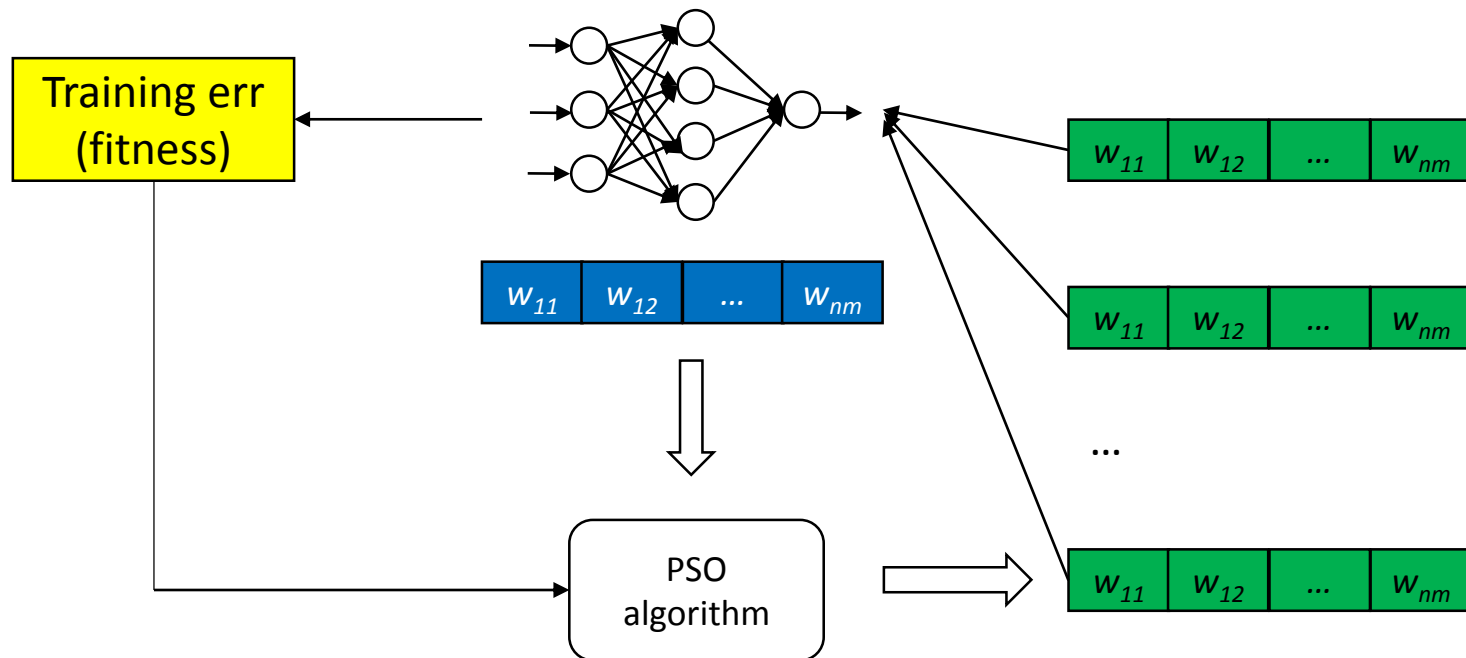 Training err
(fitness)
w11 w12 ... wnm
w11 w12 ... wnm
w11 w12 ... wnm
...
PSO
algorithm
w11 w12 ... wnm